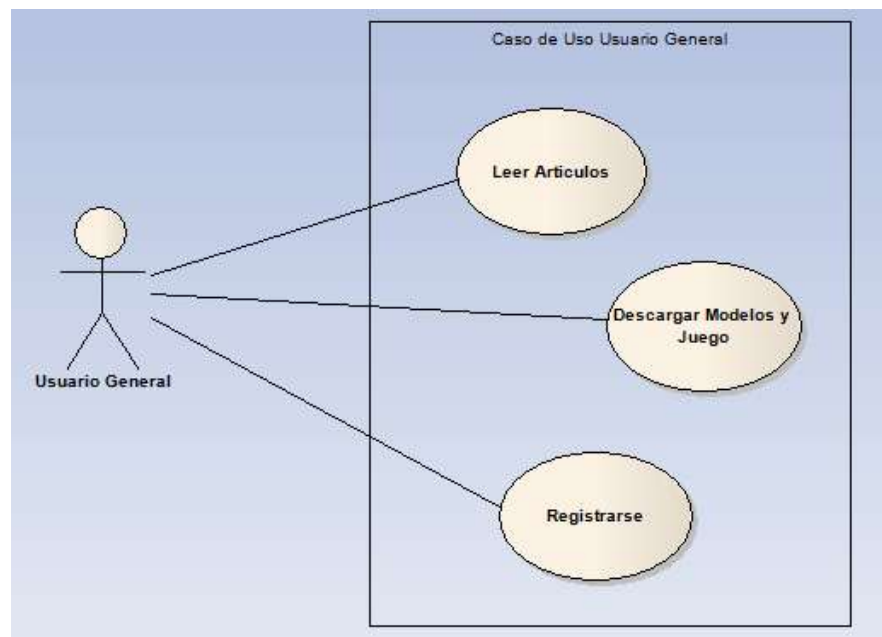 Caso de Uso Usuario General
Leer Articulos
Descargar Modelos y
Juego
Usuario General
Registrarse